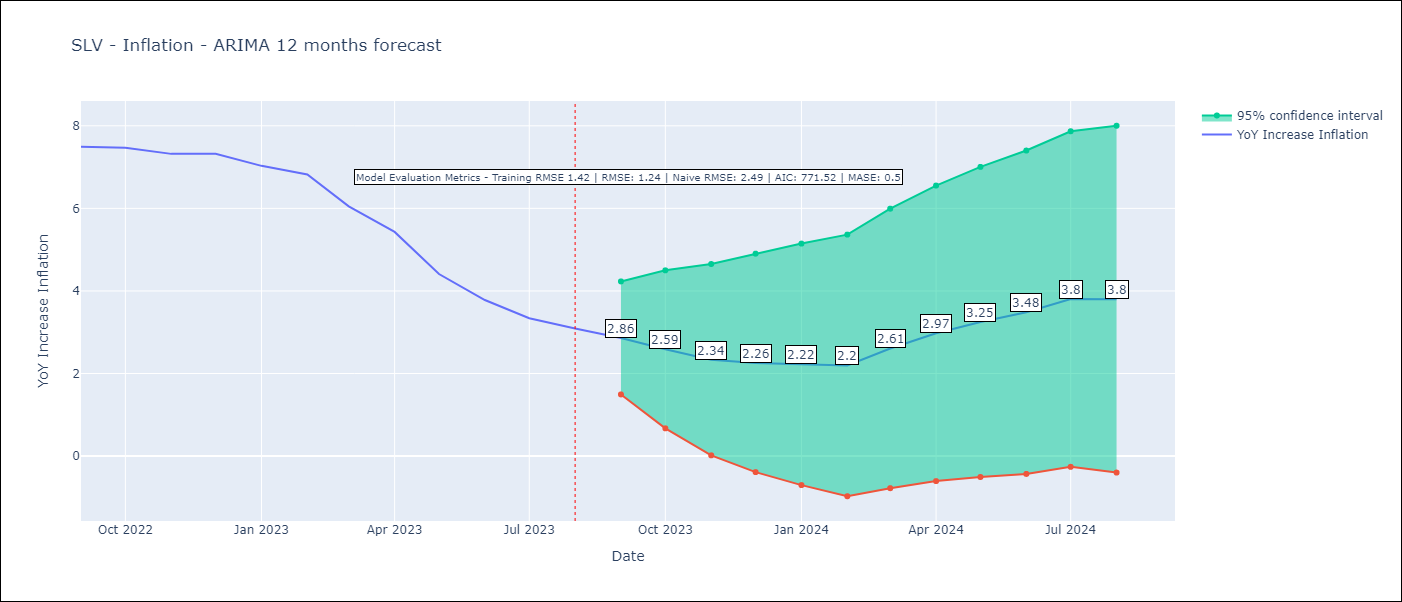 SLV - Inflation - ARIMA 12 months forecast
95% confidence interval
YoY Increase Inflation
Model Evaluation Metrics - Training RMSE 1.42 | RMSE: 1.24 | Naive RMSE: 2.49 | AIC: 771.52 | MASE: 0.5
YoY Increase Inflation
8
6
4
2
0
2.86
2.59
2.34
2.26
2.22
2.2
2.61
2.97
3.25
3.48
3.8
3.8
Oct 2022
Jan 2023
Apr 2023
Jul 2023
Oct 2023
Jan 2024
Apr 2024
Jul 2024
Date